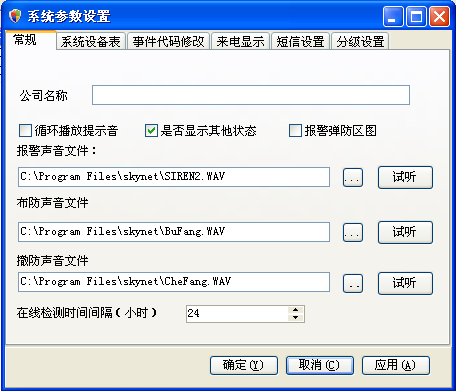 系统参数设置
常规 系统设备表 事件代码修改 来电显示 短信设置 分级设置
公司名称
循环播放提示音 是否显示其他状态 报警弹防区图
报警声音文件：
C:\Program Files\skynet\SIREN2.WAV ... 试听
布防声音文件
C:\Program Files\skynet\BuFang.WAV ... 试听
撤防声音文件
C:\Program Files\skynet\CheFang.WAV .. 试听
在线检测时间间隔(小时) 24
确定(Y) 取消(C) 应用(A)